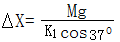 ΔX= Mg / K₁cos37°